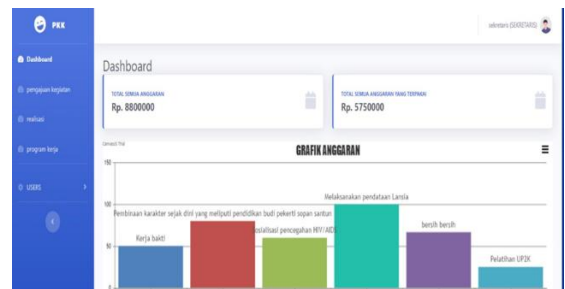 PKK
sekretaris (SEKRETARIS)
Dashboard
pengajuan kegiatan
realisasi
program kerja
USERS
Dashboard
TOTAL SEMUA ANGGARAN
Rp. 8800000
TOTAL SEMUA ANGGARAN YANG TERPAKAI
Rp. 5750000
GRAFIK ANGGARAN
150
100
50
0
Melaksanakan pendataan Lansia
Pembinaan karakter sejak dini yang meliputi pendidikan budi pekerti sopan santun
sosialisasi pencegahan HIV/AIDS
bersih bersih
Kerja bakti
Pelatihan UP2K